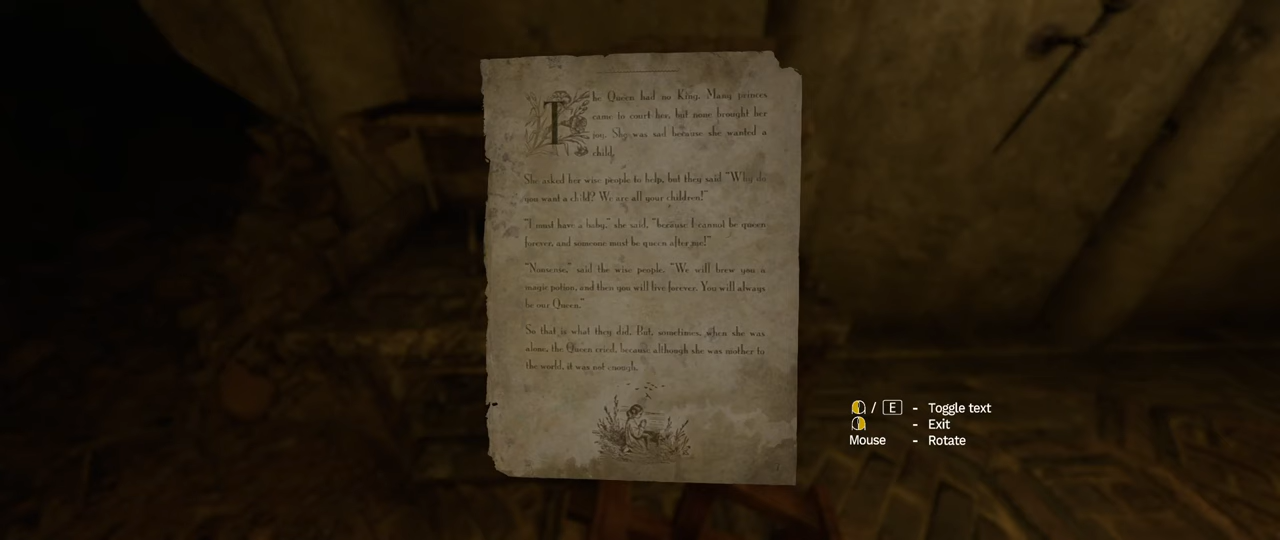 The Queen had no King. Many princes
came to court her, but none brought her
joy. She was sad because she wanted a
child.
She asked her wise people to help, but they said "Why do
you want a child? We are all your children!"
"I must have a baby," she said, "because I cannot be queen
forever, and someone must be queen after me!"
"Nonsense," said the wise people. "We will brew you a
magic potion, and then you will live forever. You will always
be our Queen."
So that is what they did. But, sometimes, when she was
alone, the Queen cried, because although she was mother to
the world, it was not enough.
/ E - Toggle text
- Exit
Mouse - Rotate